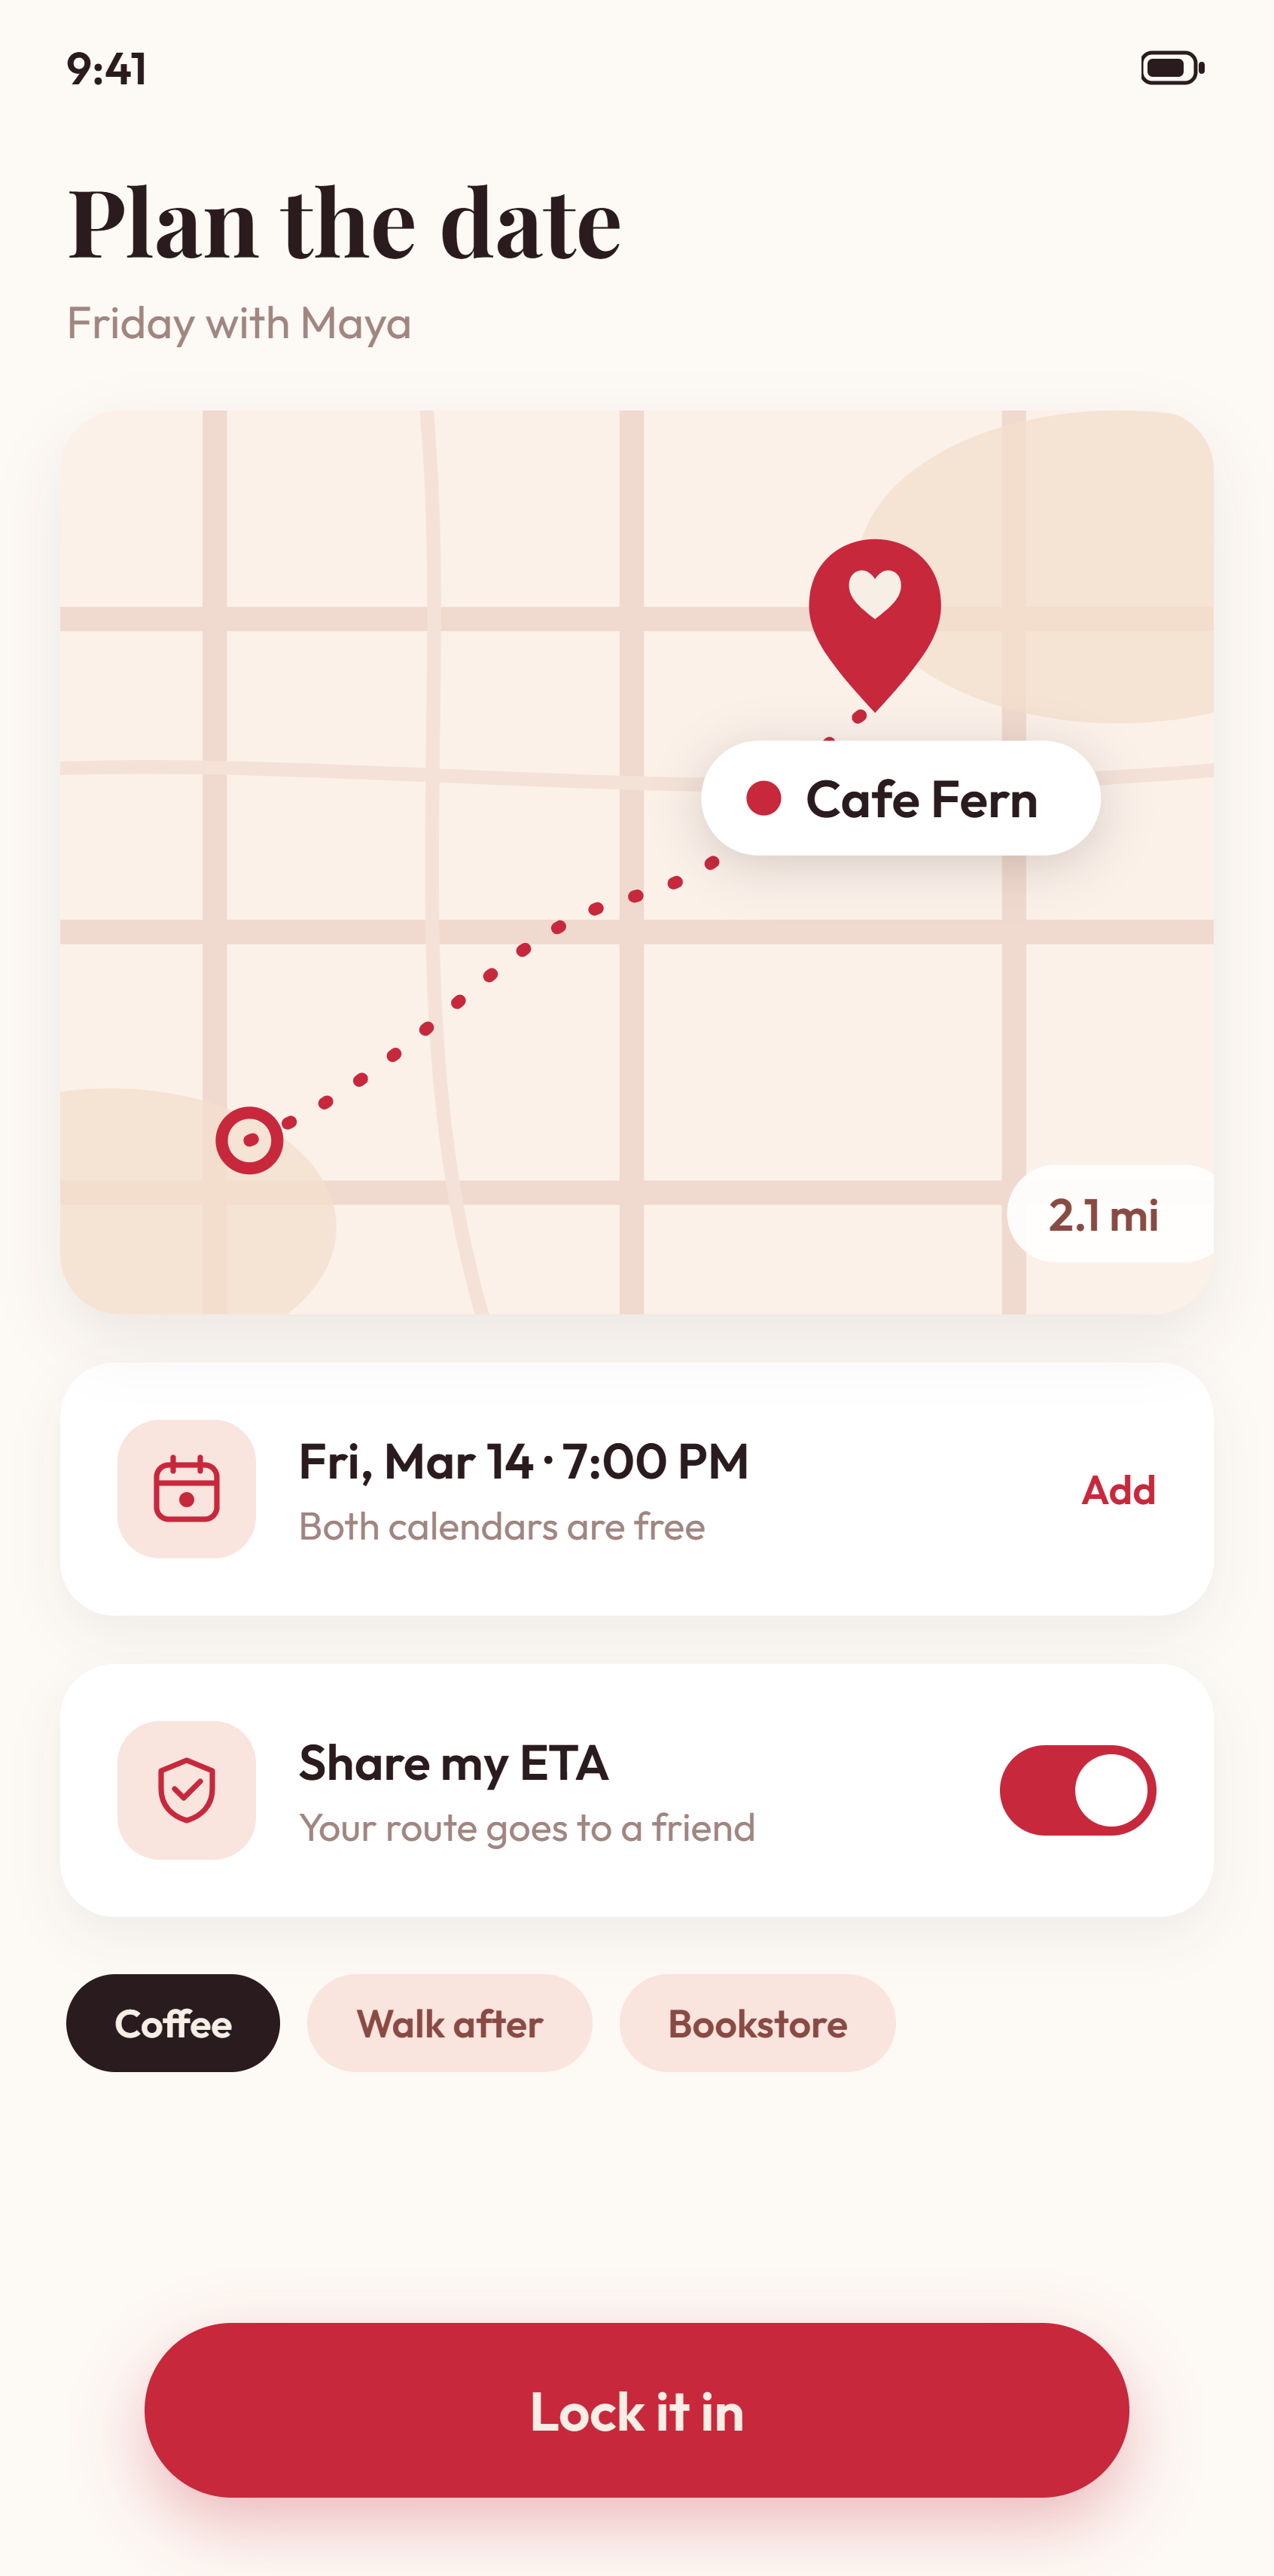 9:41
Plan the date
Friday with Maya
Cafe Fern
2.1 mi
Fri, Mar 14 · 7:00 PM
Both calendars are free
Add
Share my ETA
Your route goes to a friend
Coffee
Walk after
Bookstore
Lock it in